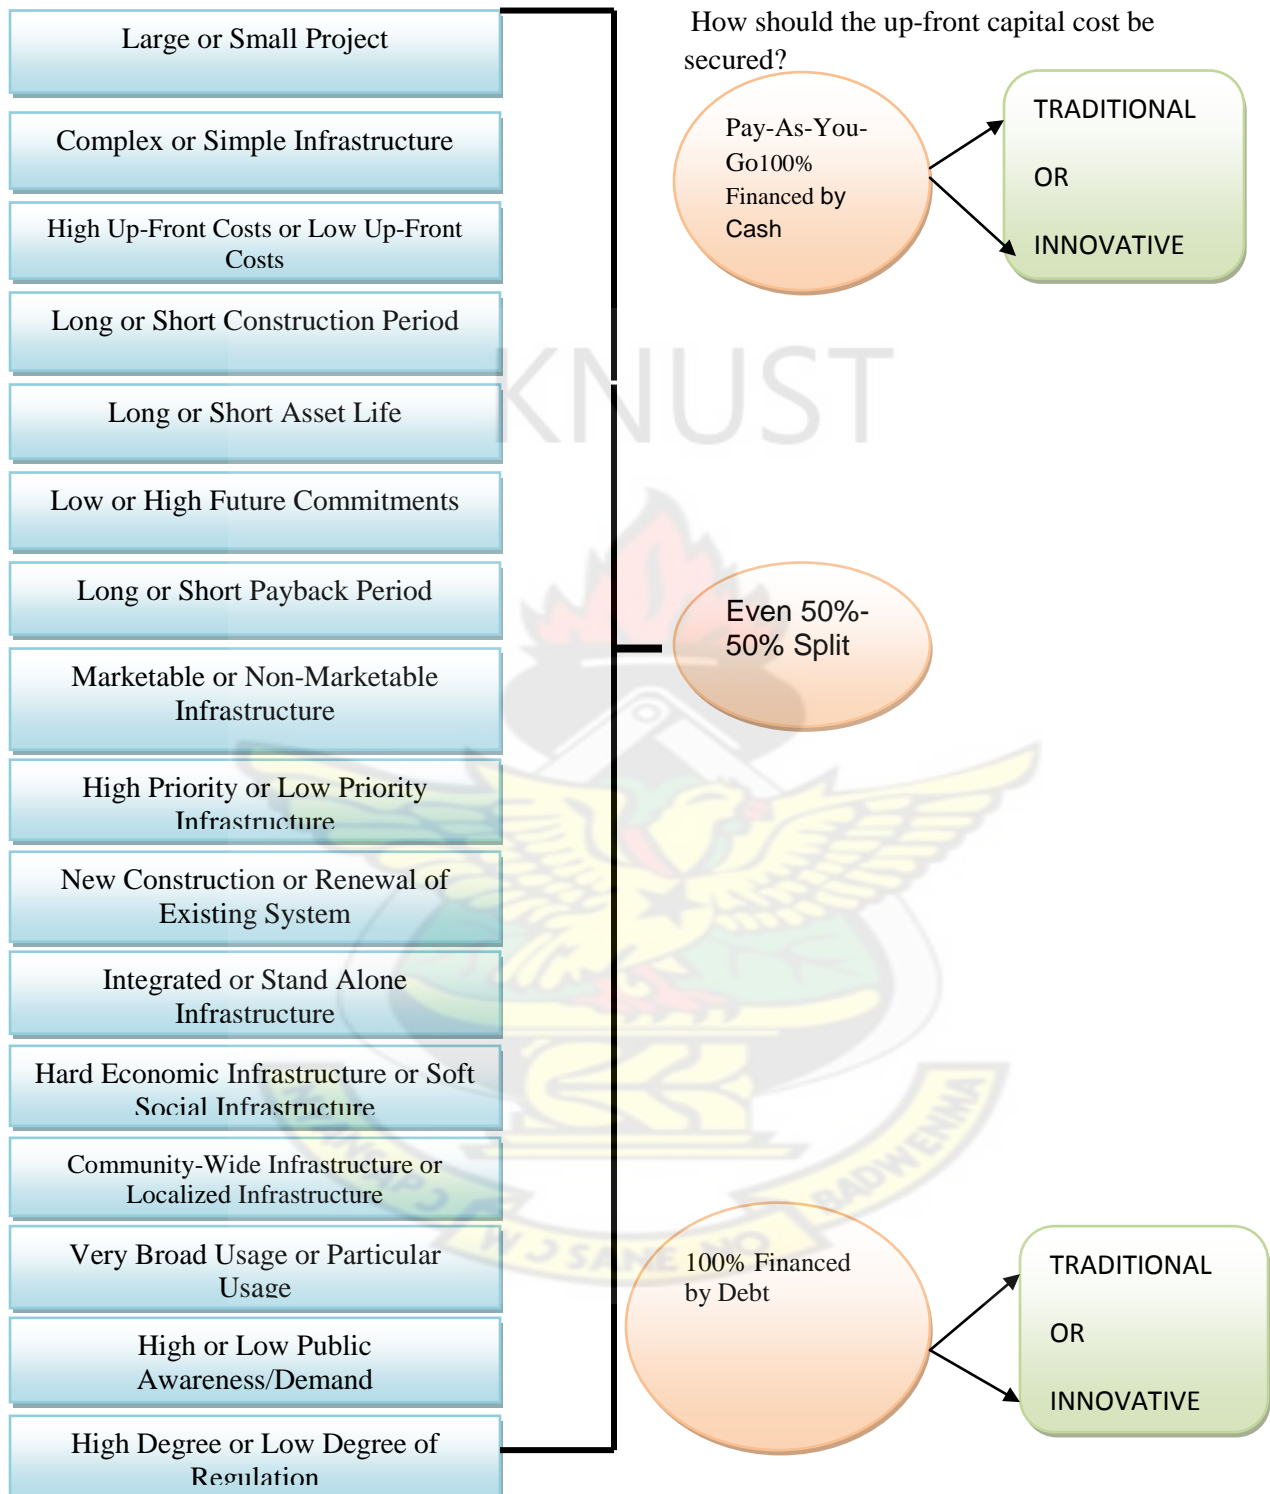 Large or Small Project
Complex or Simple Infrastructure
High Up-Front Costs or Low Up-Front
Costs
Long or Short Construction Period
Long or Short Asset Life
Low or High Future Commitments
Long or Short Payback Period
Marketable or Non-Marketable
Infrastructure
High Priority or Low Priority
Infrastructure
New Construction or Renewal of
Existing System
Integrated or Stand Alone
Infrastructure
Hard Economic Infrastructure or Soft
Social Infrastructure
Community-Wide Infrastructure or
Localized Infrastructure
Very Broad Usage or Particular
Usage
High or Low Public
Awareness/Demand
High Degree or Low Degree of
Regulation
How should the up-front capital cost be
secured?
Pay-As-You-
Go100%
Financed by
Cash
TRADITIONAL
OR
INNOVATIVE
Even 50%-
50% Split
100% Financed
by Debt
TRADITIONAL
OR
INNOVATIVE
KNUST
NYANSAPƆ WƆSANE NO BADWENMA